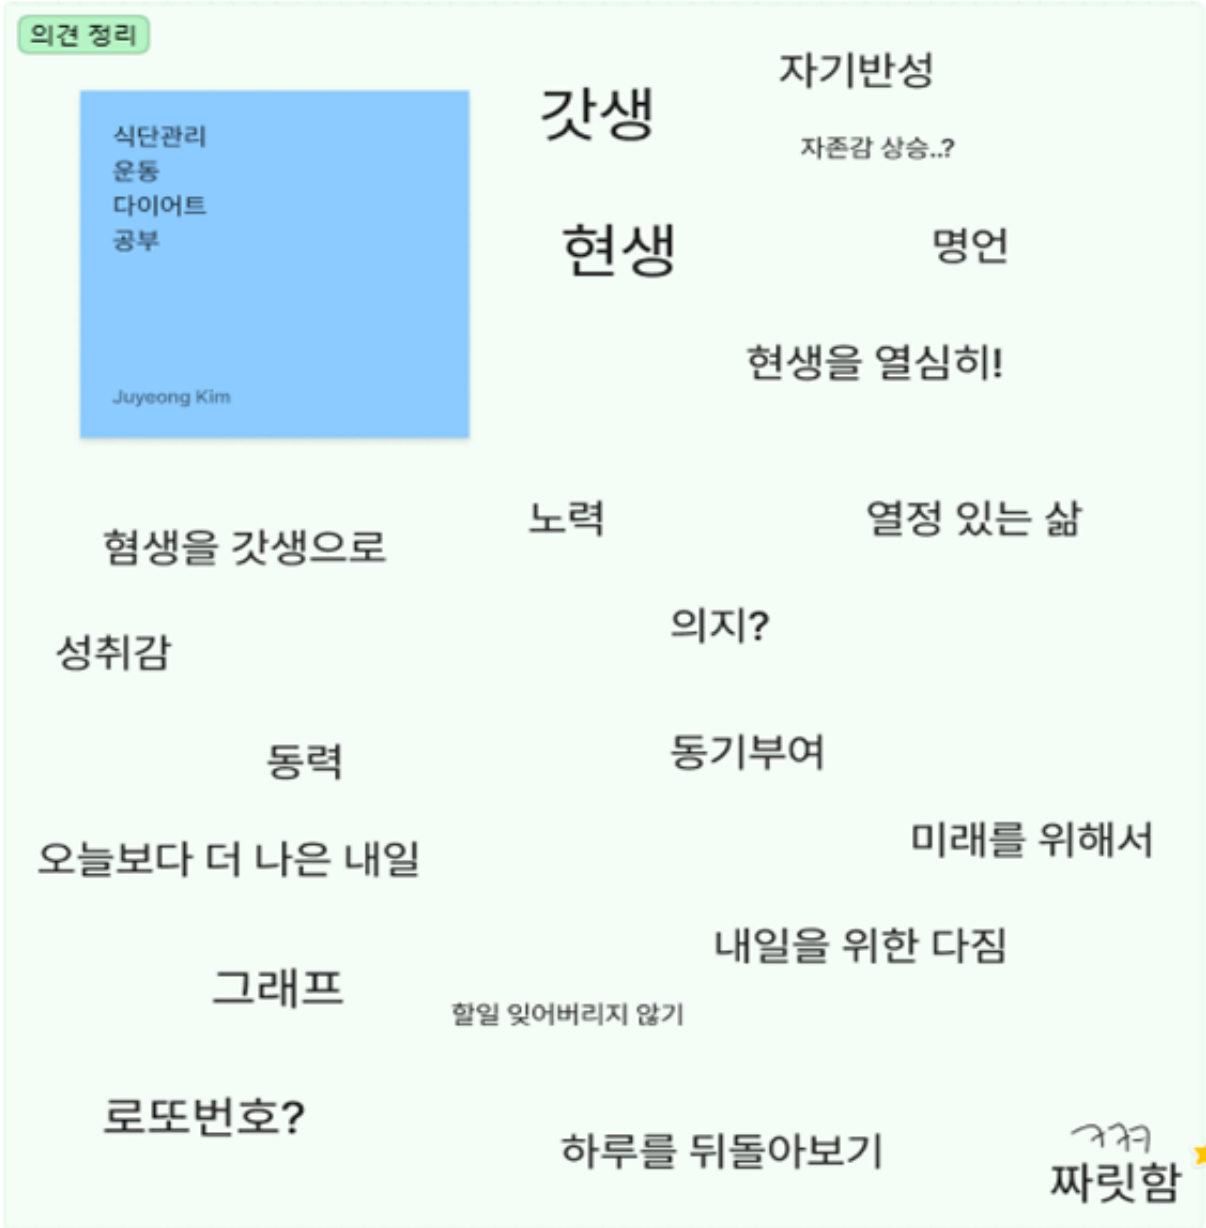 의견 정리
식단관리
운동
다이어트
공부
Juyeong Kim
갓생
자기반성
자존감 상승..?
현생
명언
현생을 열심히!
혐생을 갓생으로
노력
열정 있는 삶
성취감
의지?
동력
동기부여
오늘보다 더 나은 내일
미래를 위해서
내일을 위한 다짐
그래프
할일 잊어버리지 않기
로또번호?
하루를 뒤돌아보기
짜릿함